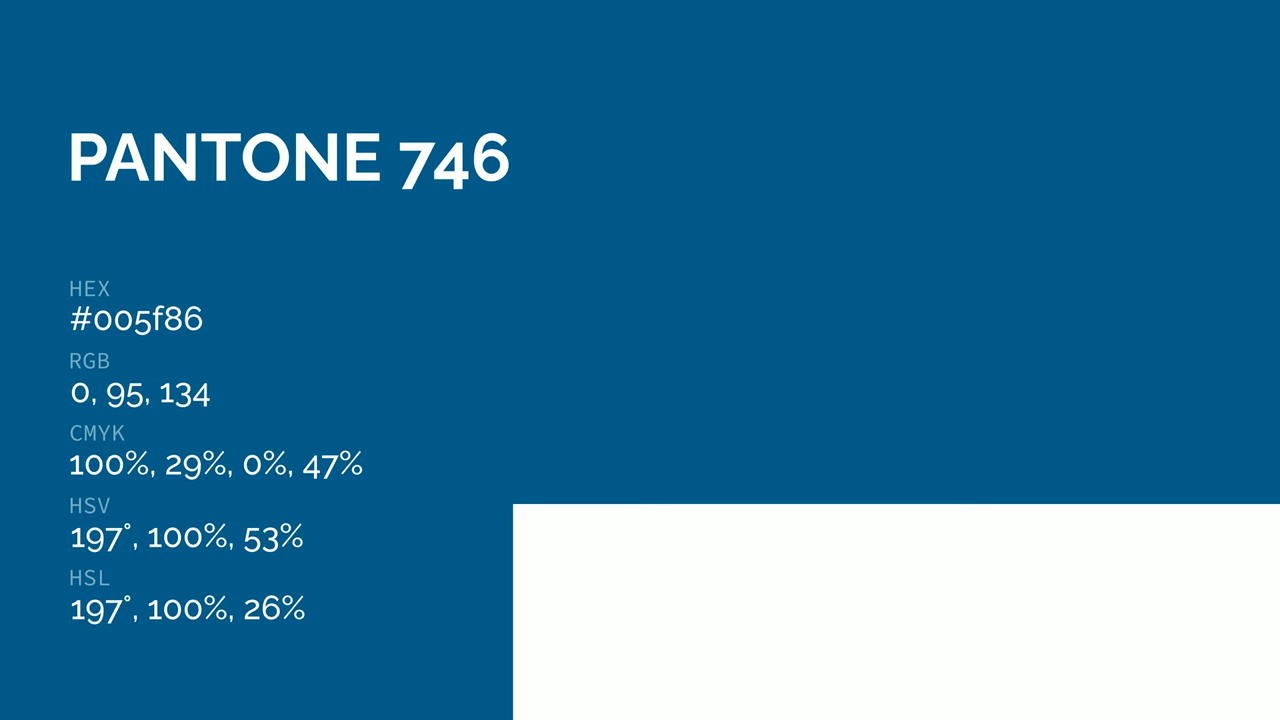 PANTONE 746
HEX
#005f86
RGB
0, 95, 134
CMYK
100%, 29%, 0%, 47%
HSV
197°, 100%, 53%
HSL
197°, 100%, 26%